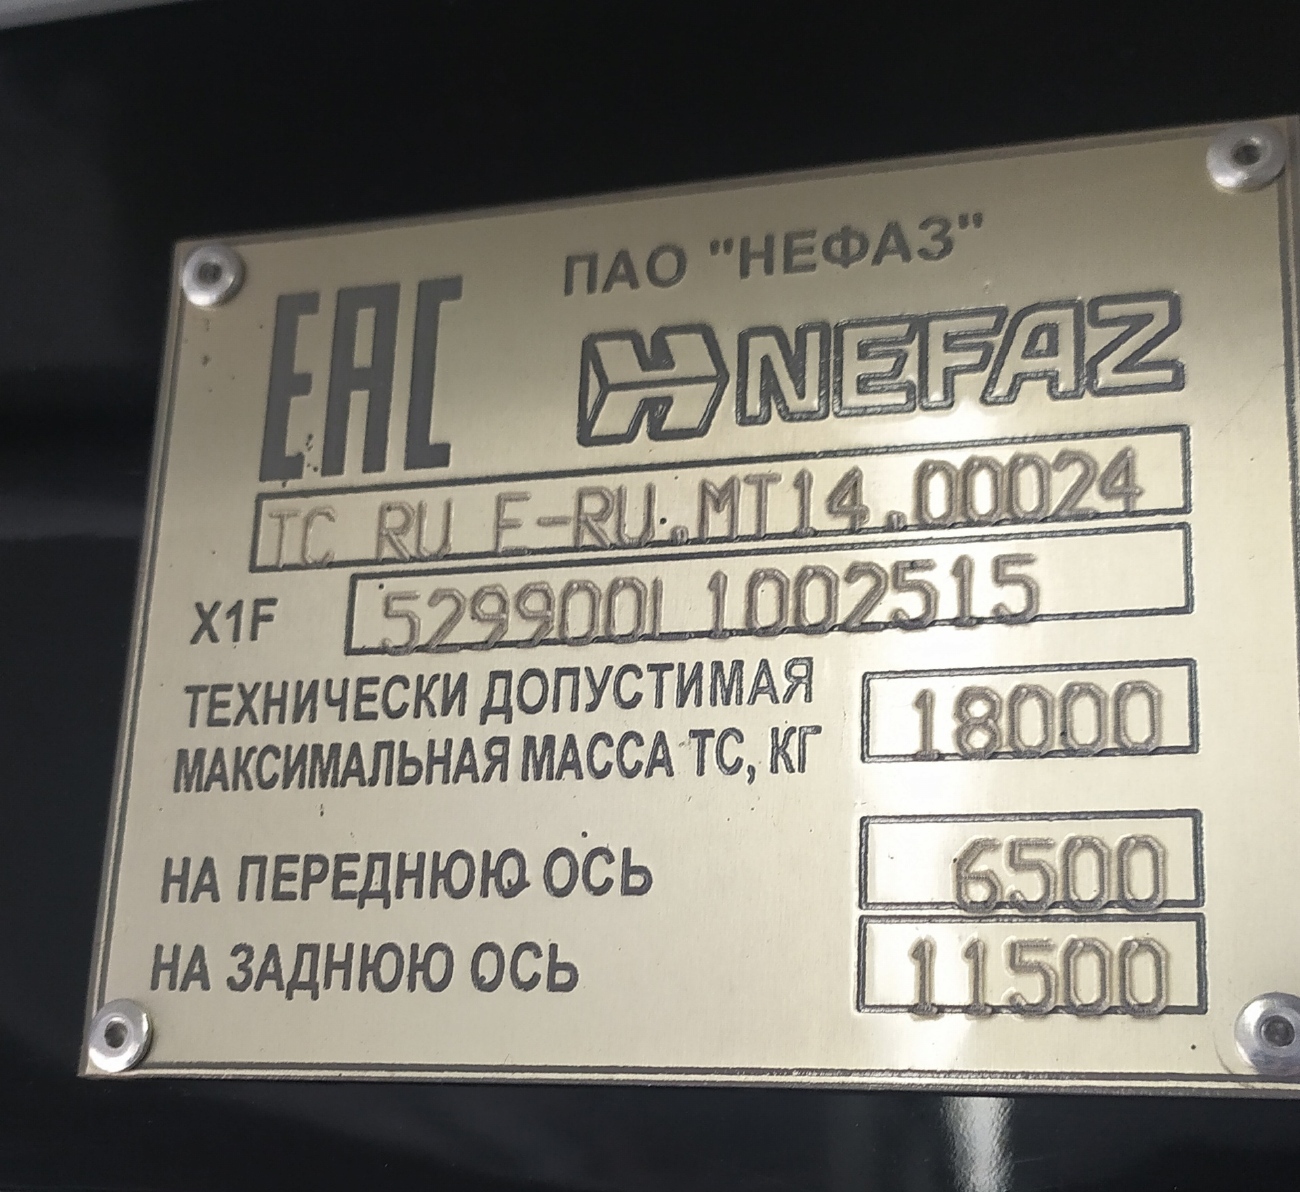 ПАО "НЕФАЗ"
ЕАС
NEFAZ
TC RU E-RU.MT14.00024
X1F 529900L1002515
ТЕХНИЧЕСКИ ДОПУСТИМАЯ
МАКСИМАЛЬНАЯ МАССА ТС, КГ 18000
НА ПЕРЕДНЮЮ ОСЬ 6500
НА ЗАДНЮЮ ОСЬ 11500